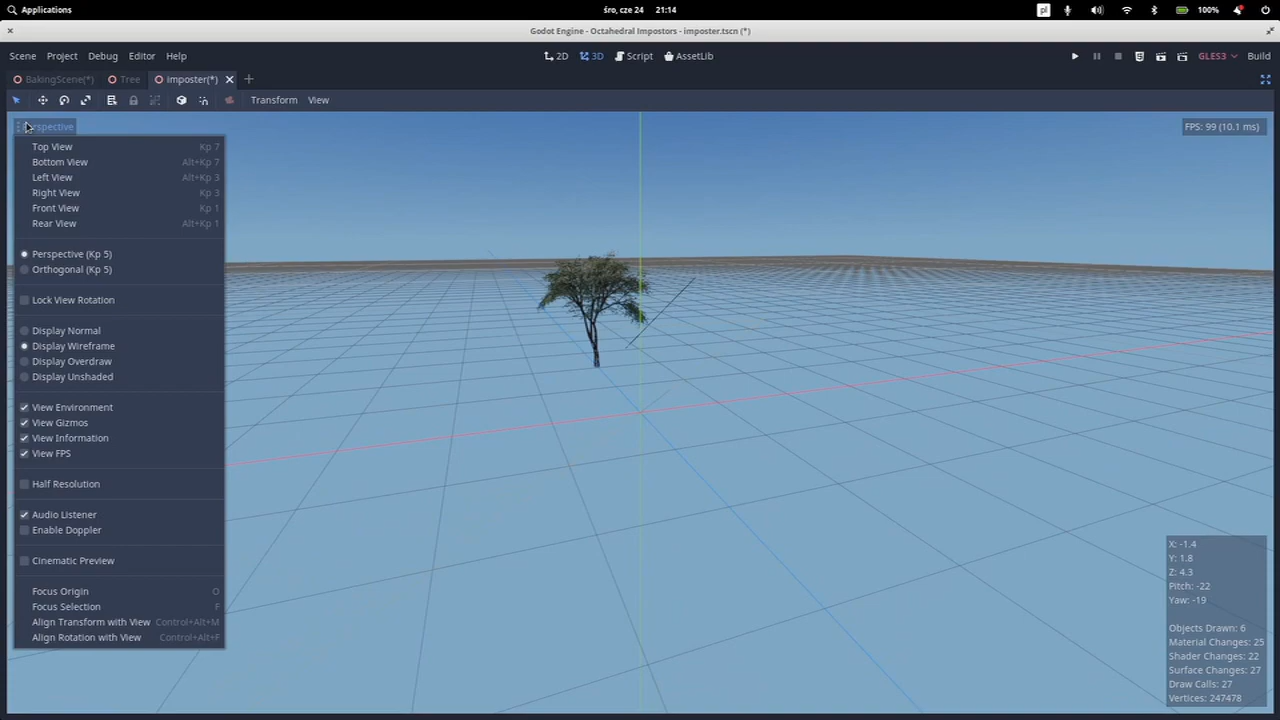 Applications
śro, cze 24 21:14
pl
100%
Godot Engine - Octahedral Impostors - imposter.tscn (*)
Scene Project Debug Editor Help
2D 3D Script AssetLib
GLES3 Build
BakingScene(*) Tree imposter(*)
Transform View
Perspective
FPS: 99 (10.1 ms)
Top View Kp 7
Bottom View Alt+Kp 7
Left View Alt+Kp 3
Right View Kp 3
Front View Kp 1
Rear View Alt+Kp 1
Perspective (Kp 5)
Orthogonal (Kp 5)
Lock View Rotation
Display Normal
Display Wireframe
Display Overdraw
Display Unshaded
View Environment
View Gizmos
View Information
View FPS
Half Resolution
Audio Listener
Enable Doppler
Cinematic Preview
Focus Origin O
Focus Selection F
Align Transform with View Control+Alt+M
Align Rotation with View Control+Alt+F
X: -1.4
Y: 1.8
Z: 4.3
Pitch: -22
Yaw: -19
Objects Drawn: 6
Material Changes: 25
Shader Changes: 22
Surface Changes: 27
Draw Calls: 27
Vertices: 247478